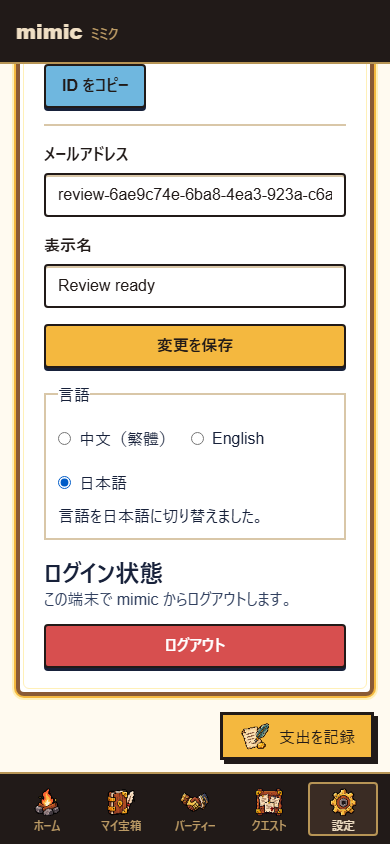 mimic ミミク
ID をコピー
メールアドレス
review-6ae9c74e-6ba8-4ea3-923a-c6a
表示名
Review ready
変更を保存
言語
中文（繁體） English
日本語
言語を日本語に切り替えました。
ログイン状態
この端末で mimic からログアウトします。
ログアウト
支出を記録
ホーム マイ宝箱 パーティー クエスト 設定